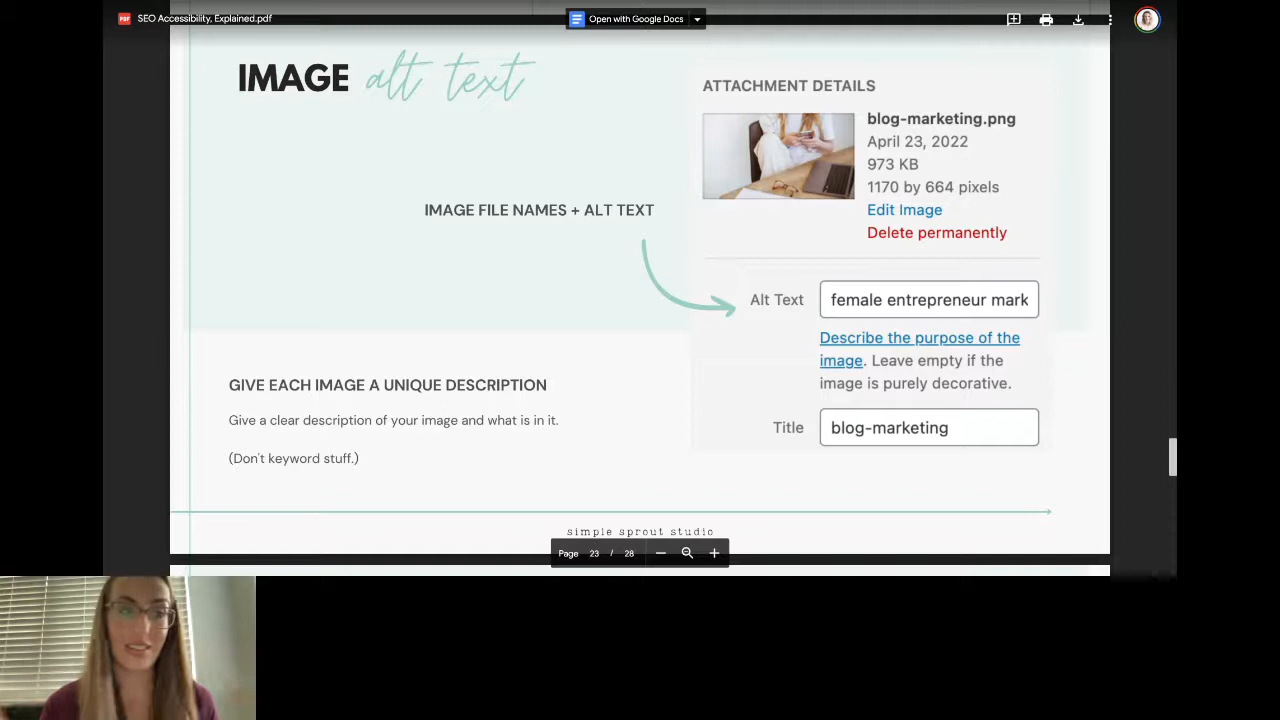 SEO Accessibility, Explained.pdf
Open with Google Docs
IMAGE alt text
IMAGE FILE NAMES + ALT TEXT
GIVE EACH IMAGE A UNIQUE DESCRIPTION
Give a clear description of your image and what is in it.
(Don't keyword stuff.)
ATTACHMENT DETAILS
blog-marketing.png
April 23, 2022
973 KB
1170 by 664 pixels
Edit Image
Delete permanently
Alt Text
female entrepreneur mark
Describe the purpose of the
image. Leave empty if the
image is purely decorative.
Title
blog-marketing
simple sprout studio
Page 23 / 28